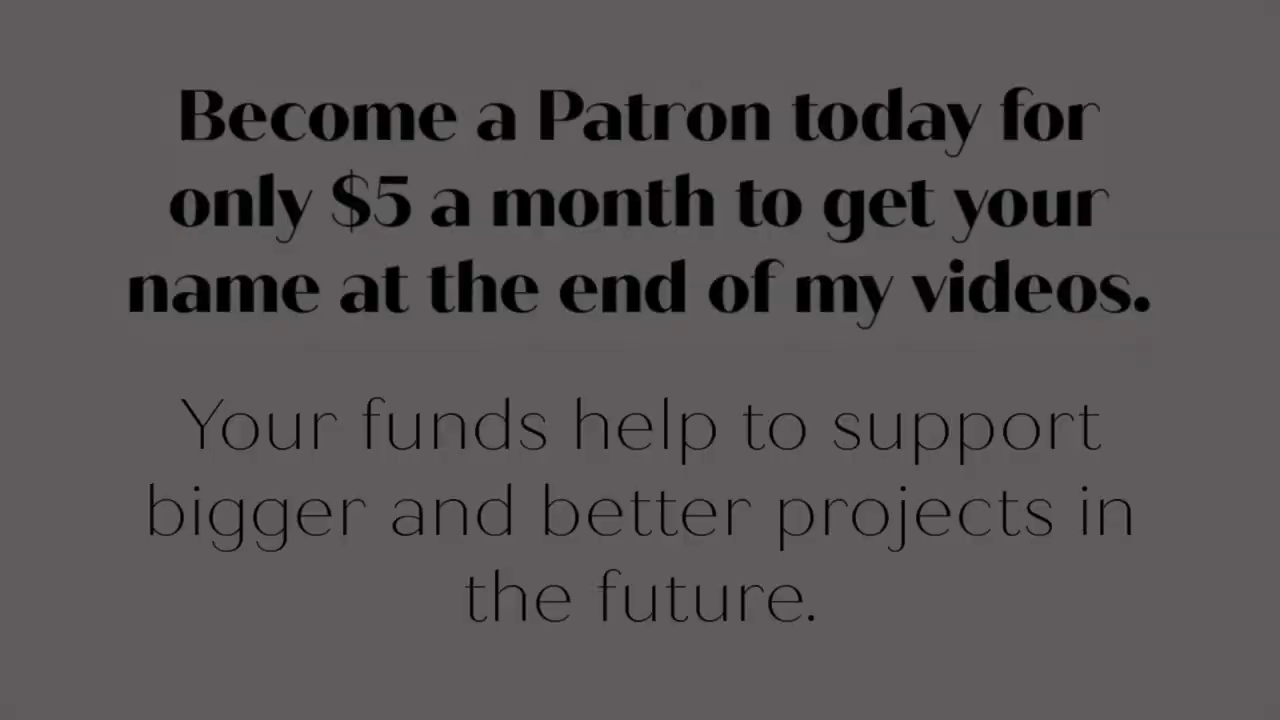 Become a Patron today for
only $5 a month to get your
name at the end of my videos.
Your funds help to support
bigger and better projects in
the future.